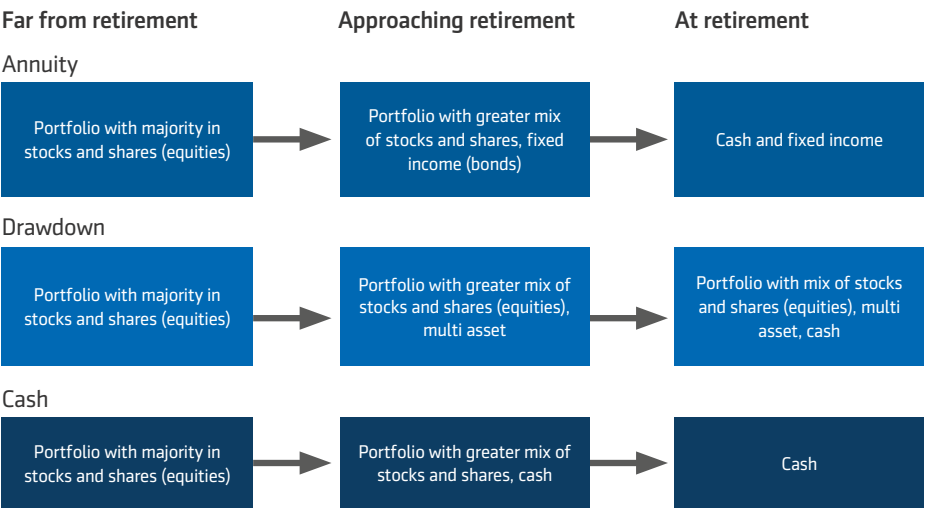 Far from retirement
Approaching retirement
At retirement
Annuity
Portfolio with majority in
stocks and shares (equities)
Portfolio with greater mix
of stocks and shares, fixed
income (bonds)
Cash and fixed income
Drawdown
Portfolio with majority in
stocks and shares (equities)
Portfolio with greater mix of
stocks and shares (equities),
multi asset
Portfolio with mix of stocks
and shares (equities), multi
asset, cash
Cash
Portfolio with majority in
stocks and shares (equities)
Portfolio with greater mix of
stocks and shares, cash
Cash